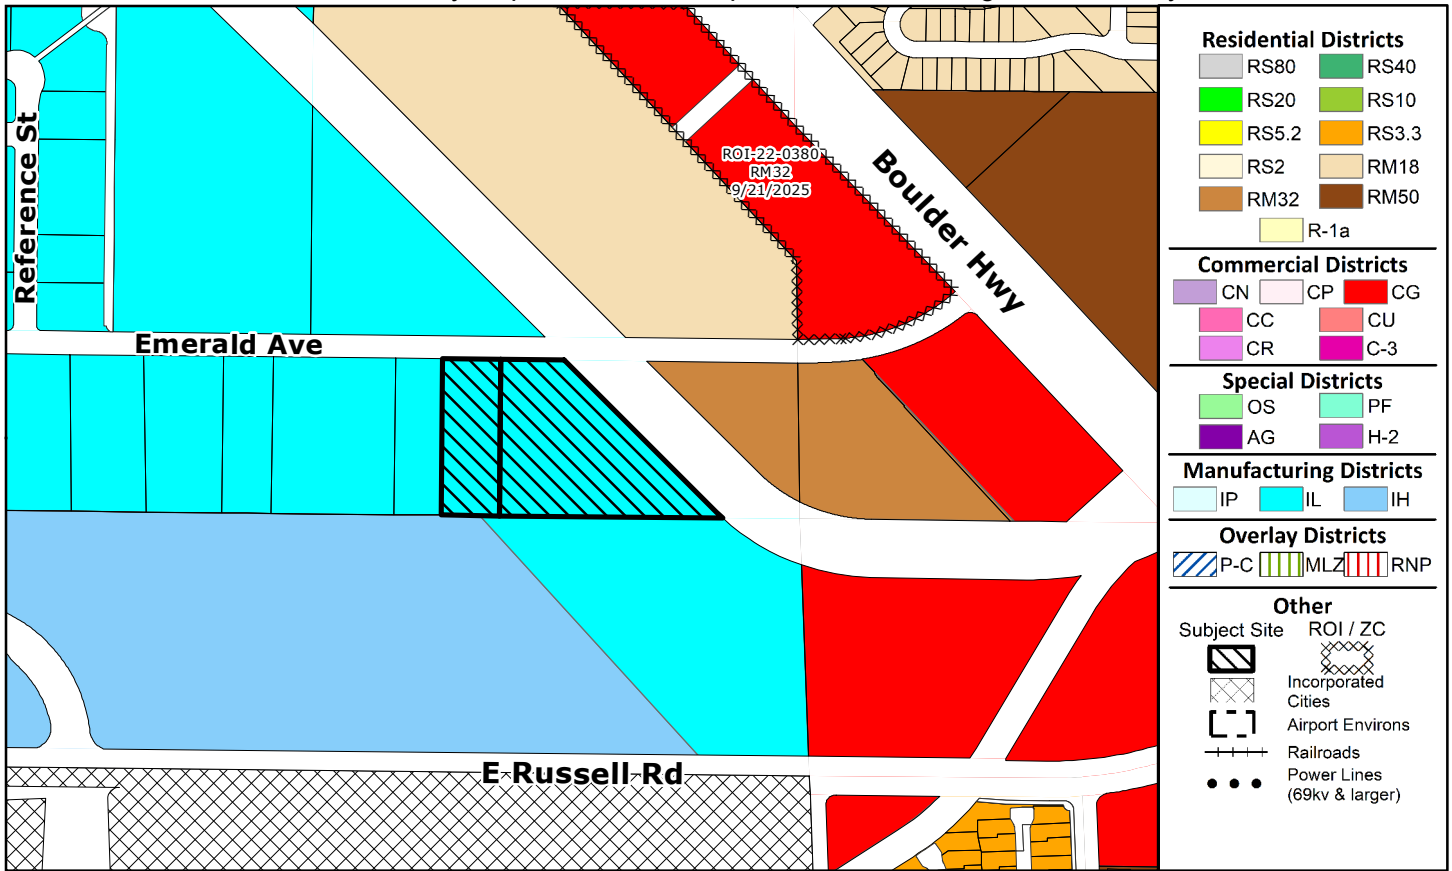 Reference St
Emerald Ave
ROI-22-0380
RM32
9/21/2025
Boulder Hwy
E Russell Rd
Residential Districts
RS80 RS40
RS20 RS10
RS5.2 RS3.3
RS2 RM18
RM32 RM50
R-1a
Commercial Districts
CN CP CG
CC CU
CR C-3
Special Districts
OS PF
AG H-2
Manufacturing Districts
IP IL IH
Overlay Districts
P-C MLZ RNP
Other
Subject Site ROI / ZC
Incorporated
Cities
Airport Environs
Railroads
Power Lines
(69kv & larger)